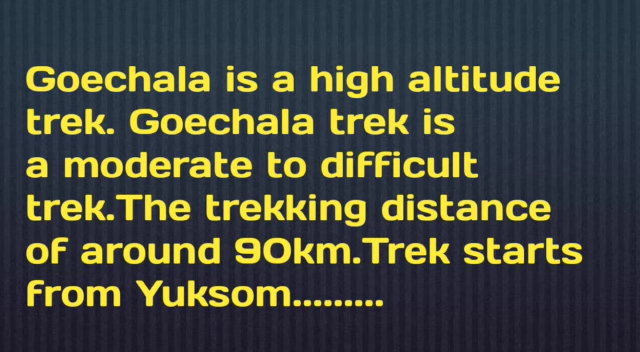 Goechala is a high altitude
trek. Goechala trek is
a moderate to difficult
trek.The trekking distance
of around 90km.Trek starts
from Yuksom.........